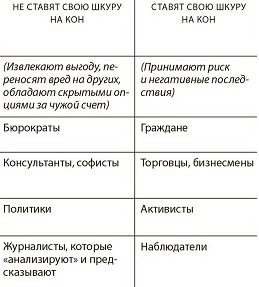 НЕ СТАВЯТ СВОЮ ШКУРУ
НА КОН
СТАВЯТ СВОЮ ШКУРУ
НА КОН
(Извлекают выгоду, пе-
реносят вред на других,
обладают скрытыми оп-
циями за чужой счет)
(Принимают риск
и негативные послед-
ствия)
Бюрократы
Граждане
Консультанты, софисты
Торговцы, бизнесмены
Политики
Активисты
Журналисты, которые
«анализируют» и пред-
сказывают
Наблюдатели